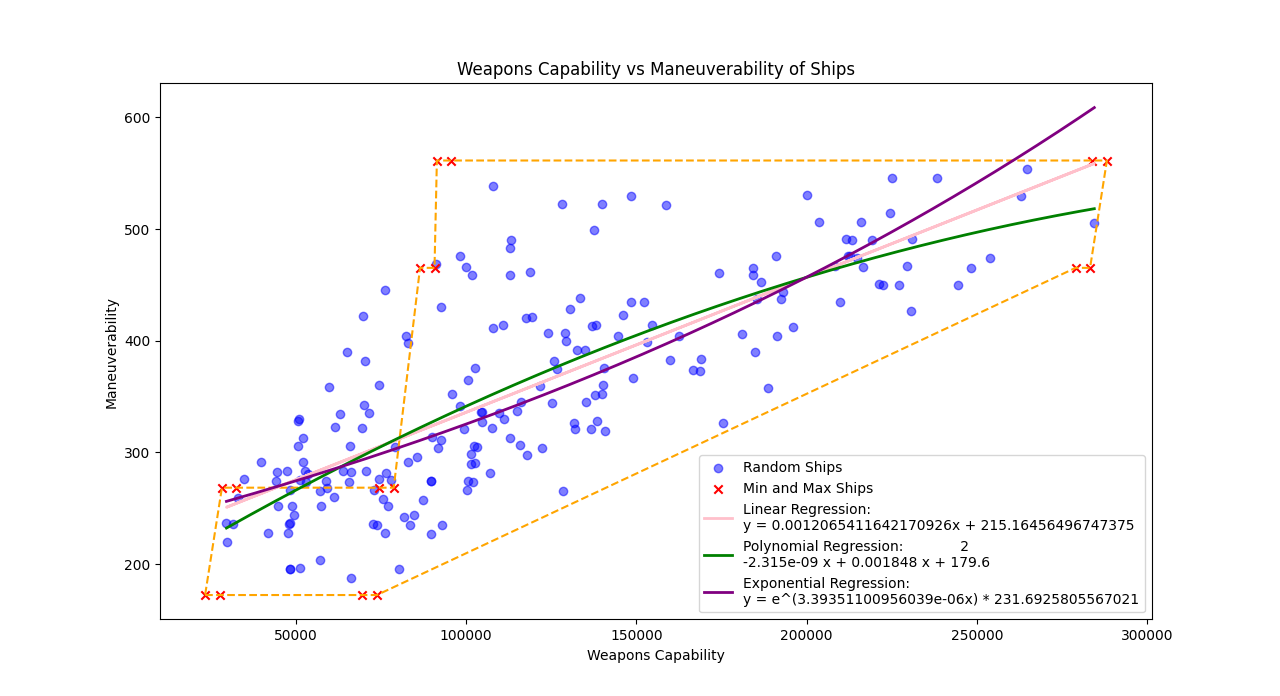 Weapons Capability vs Maneuverability of Ships
Maneuverability
600
500
400
300
200
50000 100000 150000 200000 250000 300000
Weapons Capability
Random Ships
Min and Max Ships
Linear Regression:
y = 0.0012065411642170926x + 215.16456496747375
Polynomial Regression: 2
-2.315e-09 x + 0.001848 x + 179.6
Exponential Regression:
y = e^(3.39351100956039e-06x) * 231.6925805567021